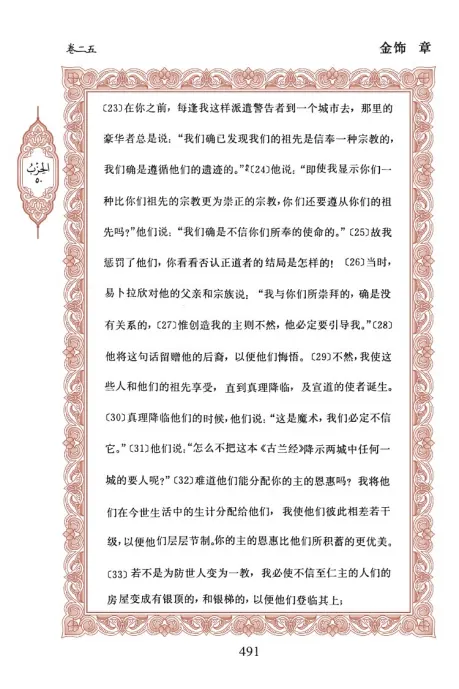 卷二五
金饰 章
الحزب
٥٠
〔23〕在你之前，每逢我这样派遣警告者到一个城市去，那里的
豪华者总是说：“我们确已发现我们的祖先是信奉一种宗教的，
我们确是遵循他们的遗迹的。”〔24〕他说：“即使我显示你们一
种比你们祖先的宗教更为崇正的宗教，你们还要遵从你们的祖
先吗？”他们说：“我们确是不信你们所奉的使命的。”〔25〕故我
惩罚了他们，你看看否认正道者的结局是怎样的！〔26〕当时，
易卜拉欣对他的父亲和宗族说：“我与你们所崇拜的，确是没
有关系的，〔27〕惟创造我的主则不然，他必定要引导我。”〔28〕
他将这句话留赠他的后裔，以便他们悔悟。〔29〕不然，我使这
些人和他们的祖先享受，直到真理降临，及宣道的使者诞生。
〔30〕真理降临他们的时候，他们说：“这是魔术，我们必定不信
它。”〔31〕他们说：“怎么不把这本《古兰经》降示两城中任何一
城的要人呢？”〔32〕难道他们能分配你的主的恩惠吗？我将他
们在今世生活中的生计分配给他们，我使他们彼此相差若干
级，以便他们层层节制。你的主的恩惠比他们所积蓄的更优美。
〔33〕若不是为防世人变为一教，我必使不信至仁主的人们的
房屋变成有银顶的，和银梯的，以便他们登临其上；
491